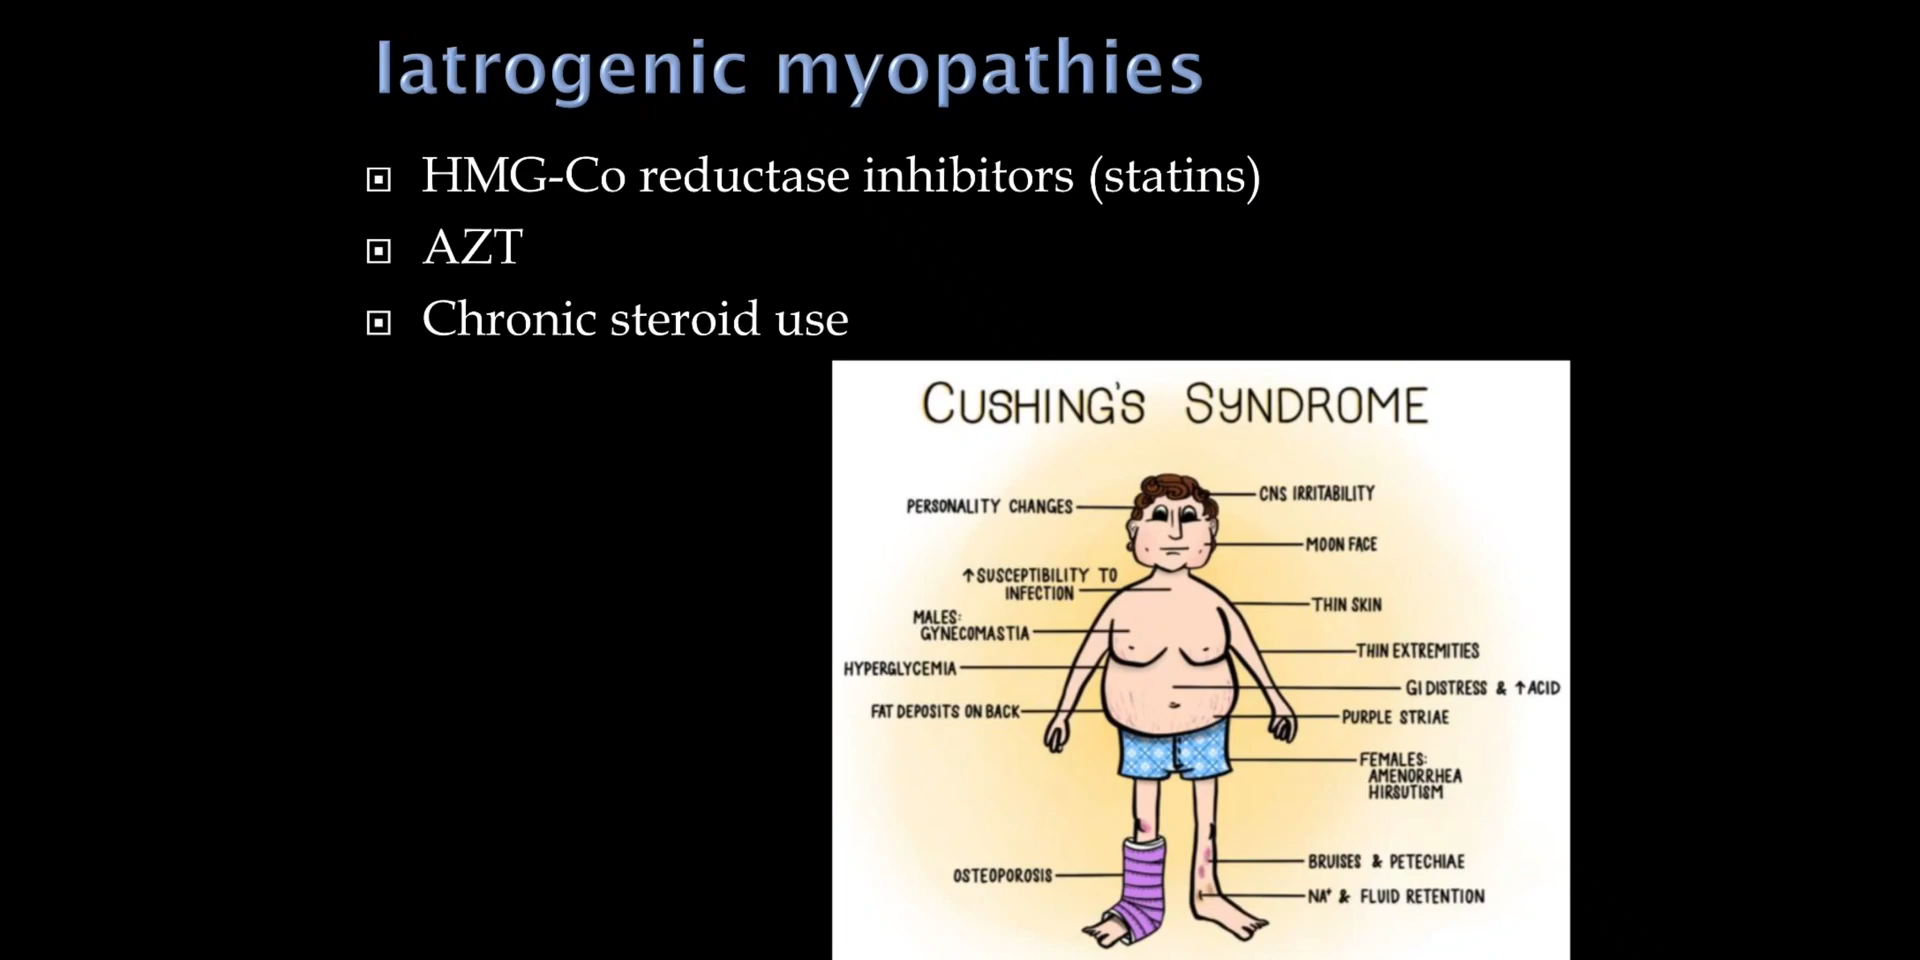 Iatrogenic myopathies
HMG-Co reductase inhibitors (statins)
AZT
Chronic steroid use
CUSHING'S SYNDROME
PERSONALITY CHANGES
CNS IRRITABILITY
MOON FACE
↑SUSCEPTIBILITY TO
INFECTION
THIN SKIN
MALES:
GYNECOMASTIA
THIN EXTREMITIES
HYPERGLYCEMIA
GI DISTRESS & ↑ACID
FAT DEPOSITS ON BACK
PURPLE STRIAE
FEMALES:
AMENORRHEA
HIRSUTISM
OSTEOPOROSIS
BRUISES & PETECHIAE
NA⁺ & FLUID RETENTION